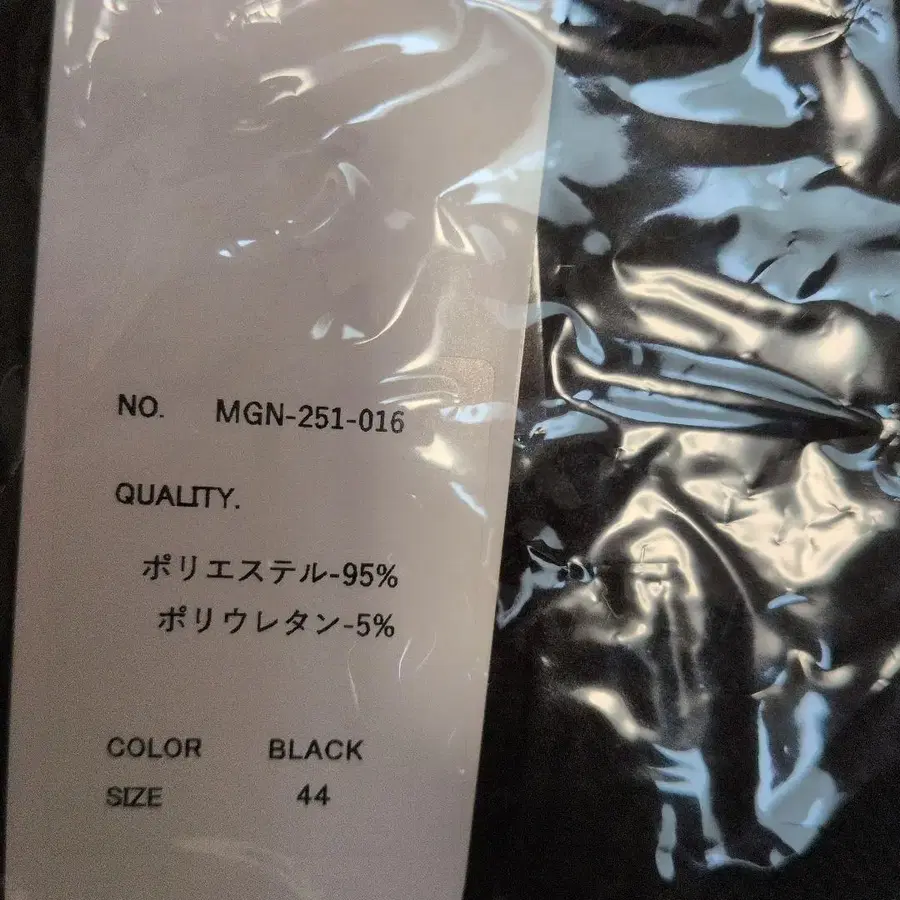 NO. MGN-251-016
QUALITY.
ポリエステル-95%
ポリウレタン-5%
COLOR BLACK
SIZE 44